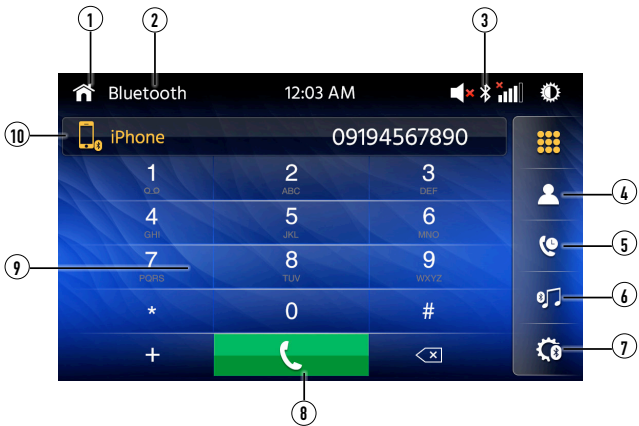 1 2 3
Bluetooth 12:03 AM
10 iPhone 09194567890
1 2 3
O_O ABC DEF
4
4 5 6
GHI JKL MNO
5
7 8 9
9
PQRS TUV WXYZ
6
* 0 #
+
7
8